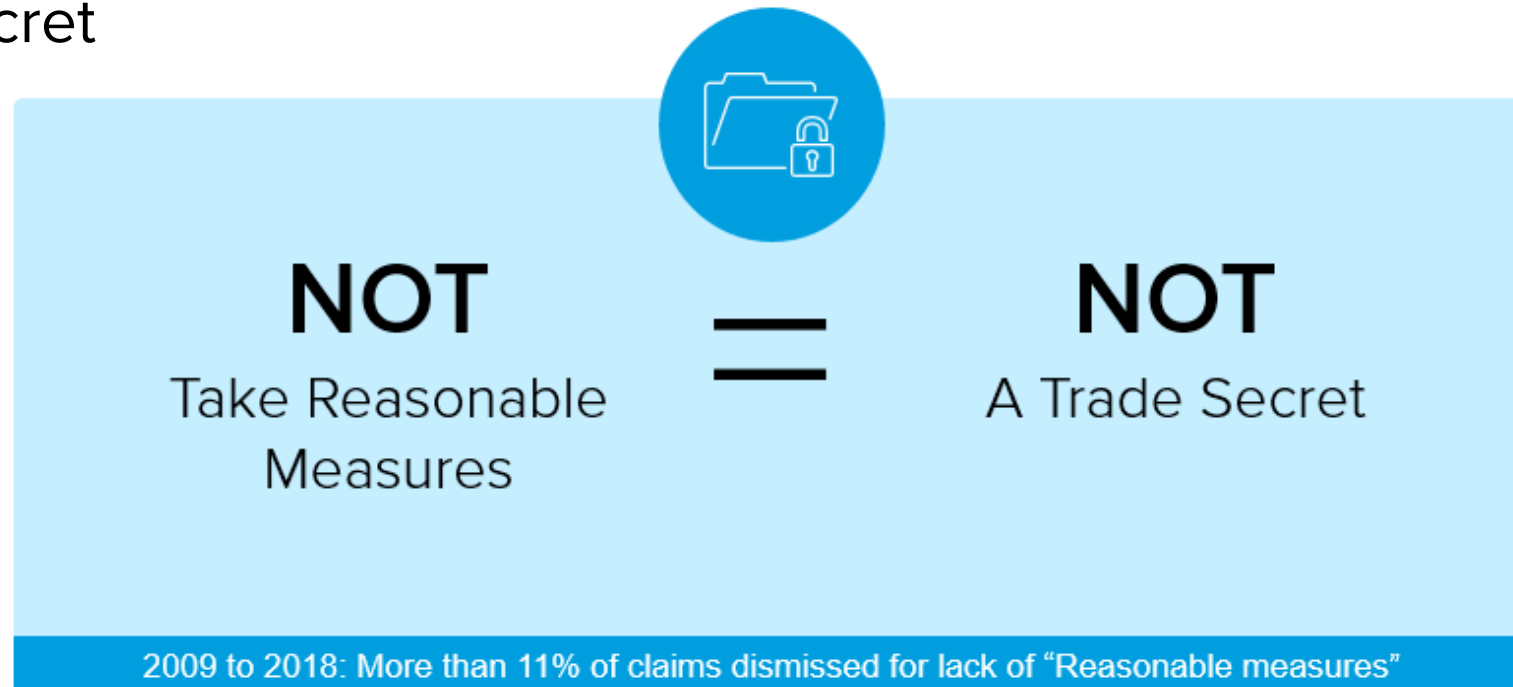 cret
NOT
Take Reasonable
Measures
=
NOT
A Trade Secret
2009 to 2018: More than 11% of claims dismissed for lack of “Reasonable measures”